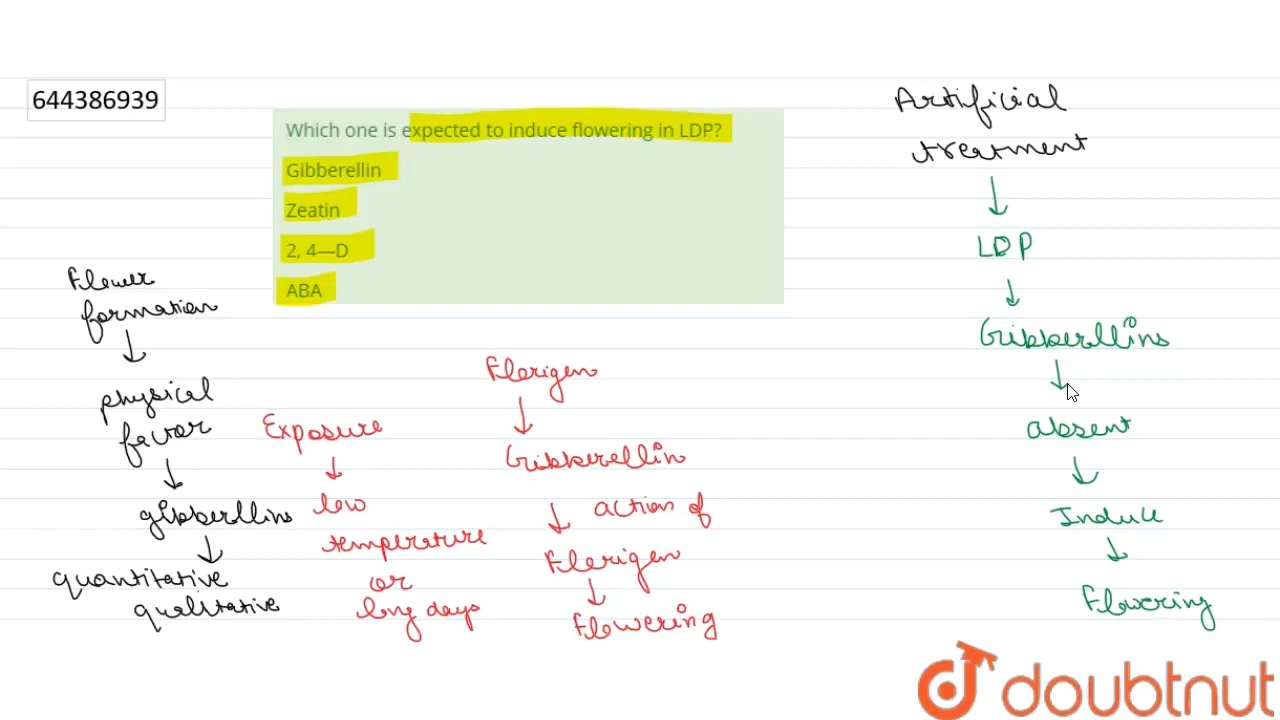 644386939
Which one is expected to induce flowering in LDP?
Gibberellin
Zeatin
2, 4—D
ABA
Flower
formation
↓
physical
factor
↓
gibberllins
↓
quantitative
qualitative
Exposure
↓
low
temperature
or
long days
Florigen
↓
Gibberellin
↓ action of
Florigen
↓
Flowering
Artificial
treatment
↓
LDP
↓
Gibberllins
↓
absent
↓
Induce
↓
Flowering
doubtnut